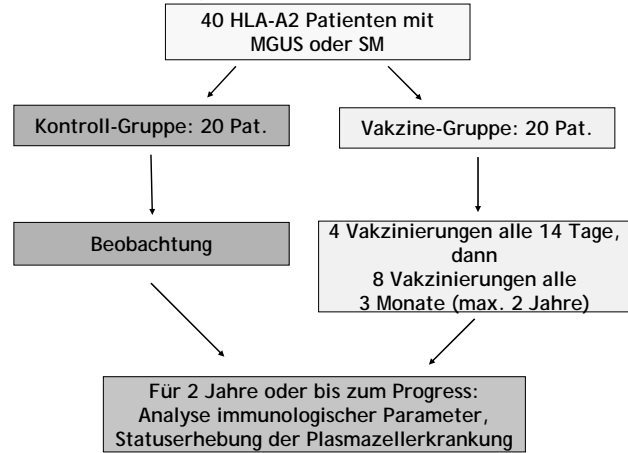 40 HLA-A2 Patienten mit
MGUS oder SM
Kontroll-Gruppe: 20 Pat.
Vakzine-Gruppe: 20 Pat.
Beobachtung
4 Vakzinierungen alle 14 Tage,
dann
8 Vakzinierungen alle
3 Monate (max. 2 Jahre)
Für 2 Jahre oder bis zum Progress:
Analyse immunologischer Parameter,
Statuserhebung der Plasmazellerkrankung